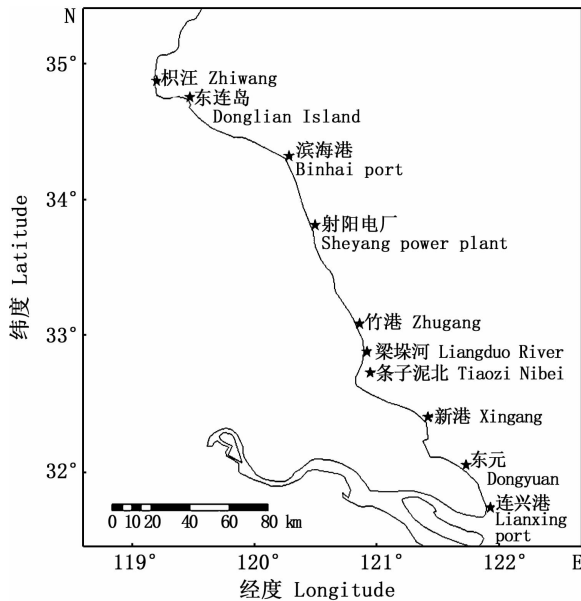 N
35°
枳汪 Zhiwang
东连岛
Donglian Island
滨海港
Binhai port
34°
射阳电厂
Sheyang power plant
纬度 Latitude
33°
竹港 Zhugang
梁垛河 Liangduo River
条子泥北 Tiaozi Nibei
新港 Xingang
32°
东元
Dongyuan
连兴港
Lianxing
port
0 10 20 40 60 80 km
119° 120° 121° 122° E
经度 Longitude